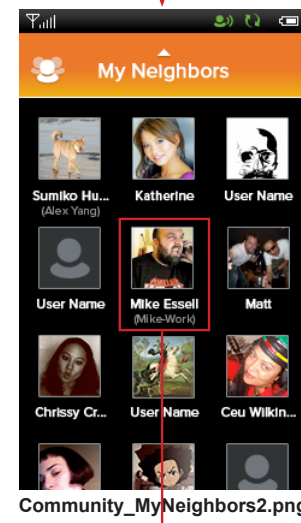 My Neighbors
Sumiko Hu... Katherine User Name
(Alex Yang)
User Name Mike Essell Matt
(Mike-Work)
Chrissy Cr... User Name Ceu Wilkin...
Community_MyNeighbors2.png